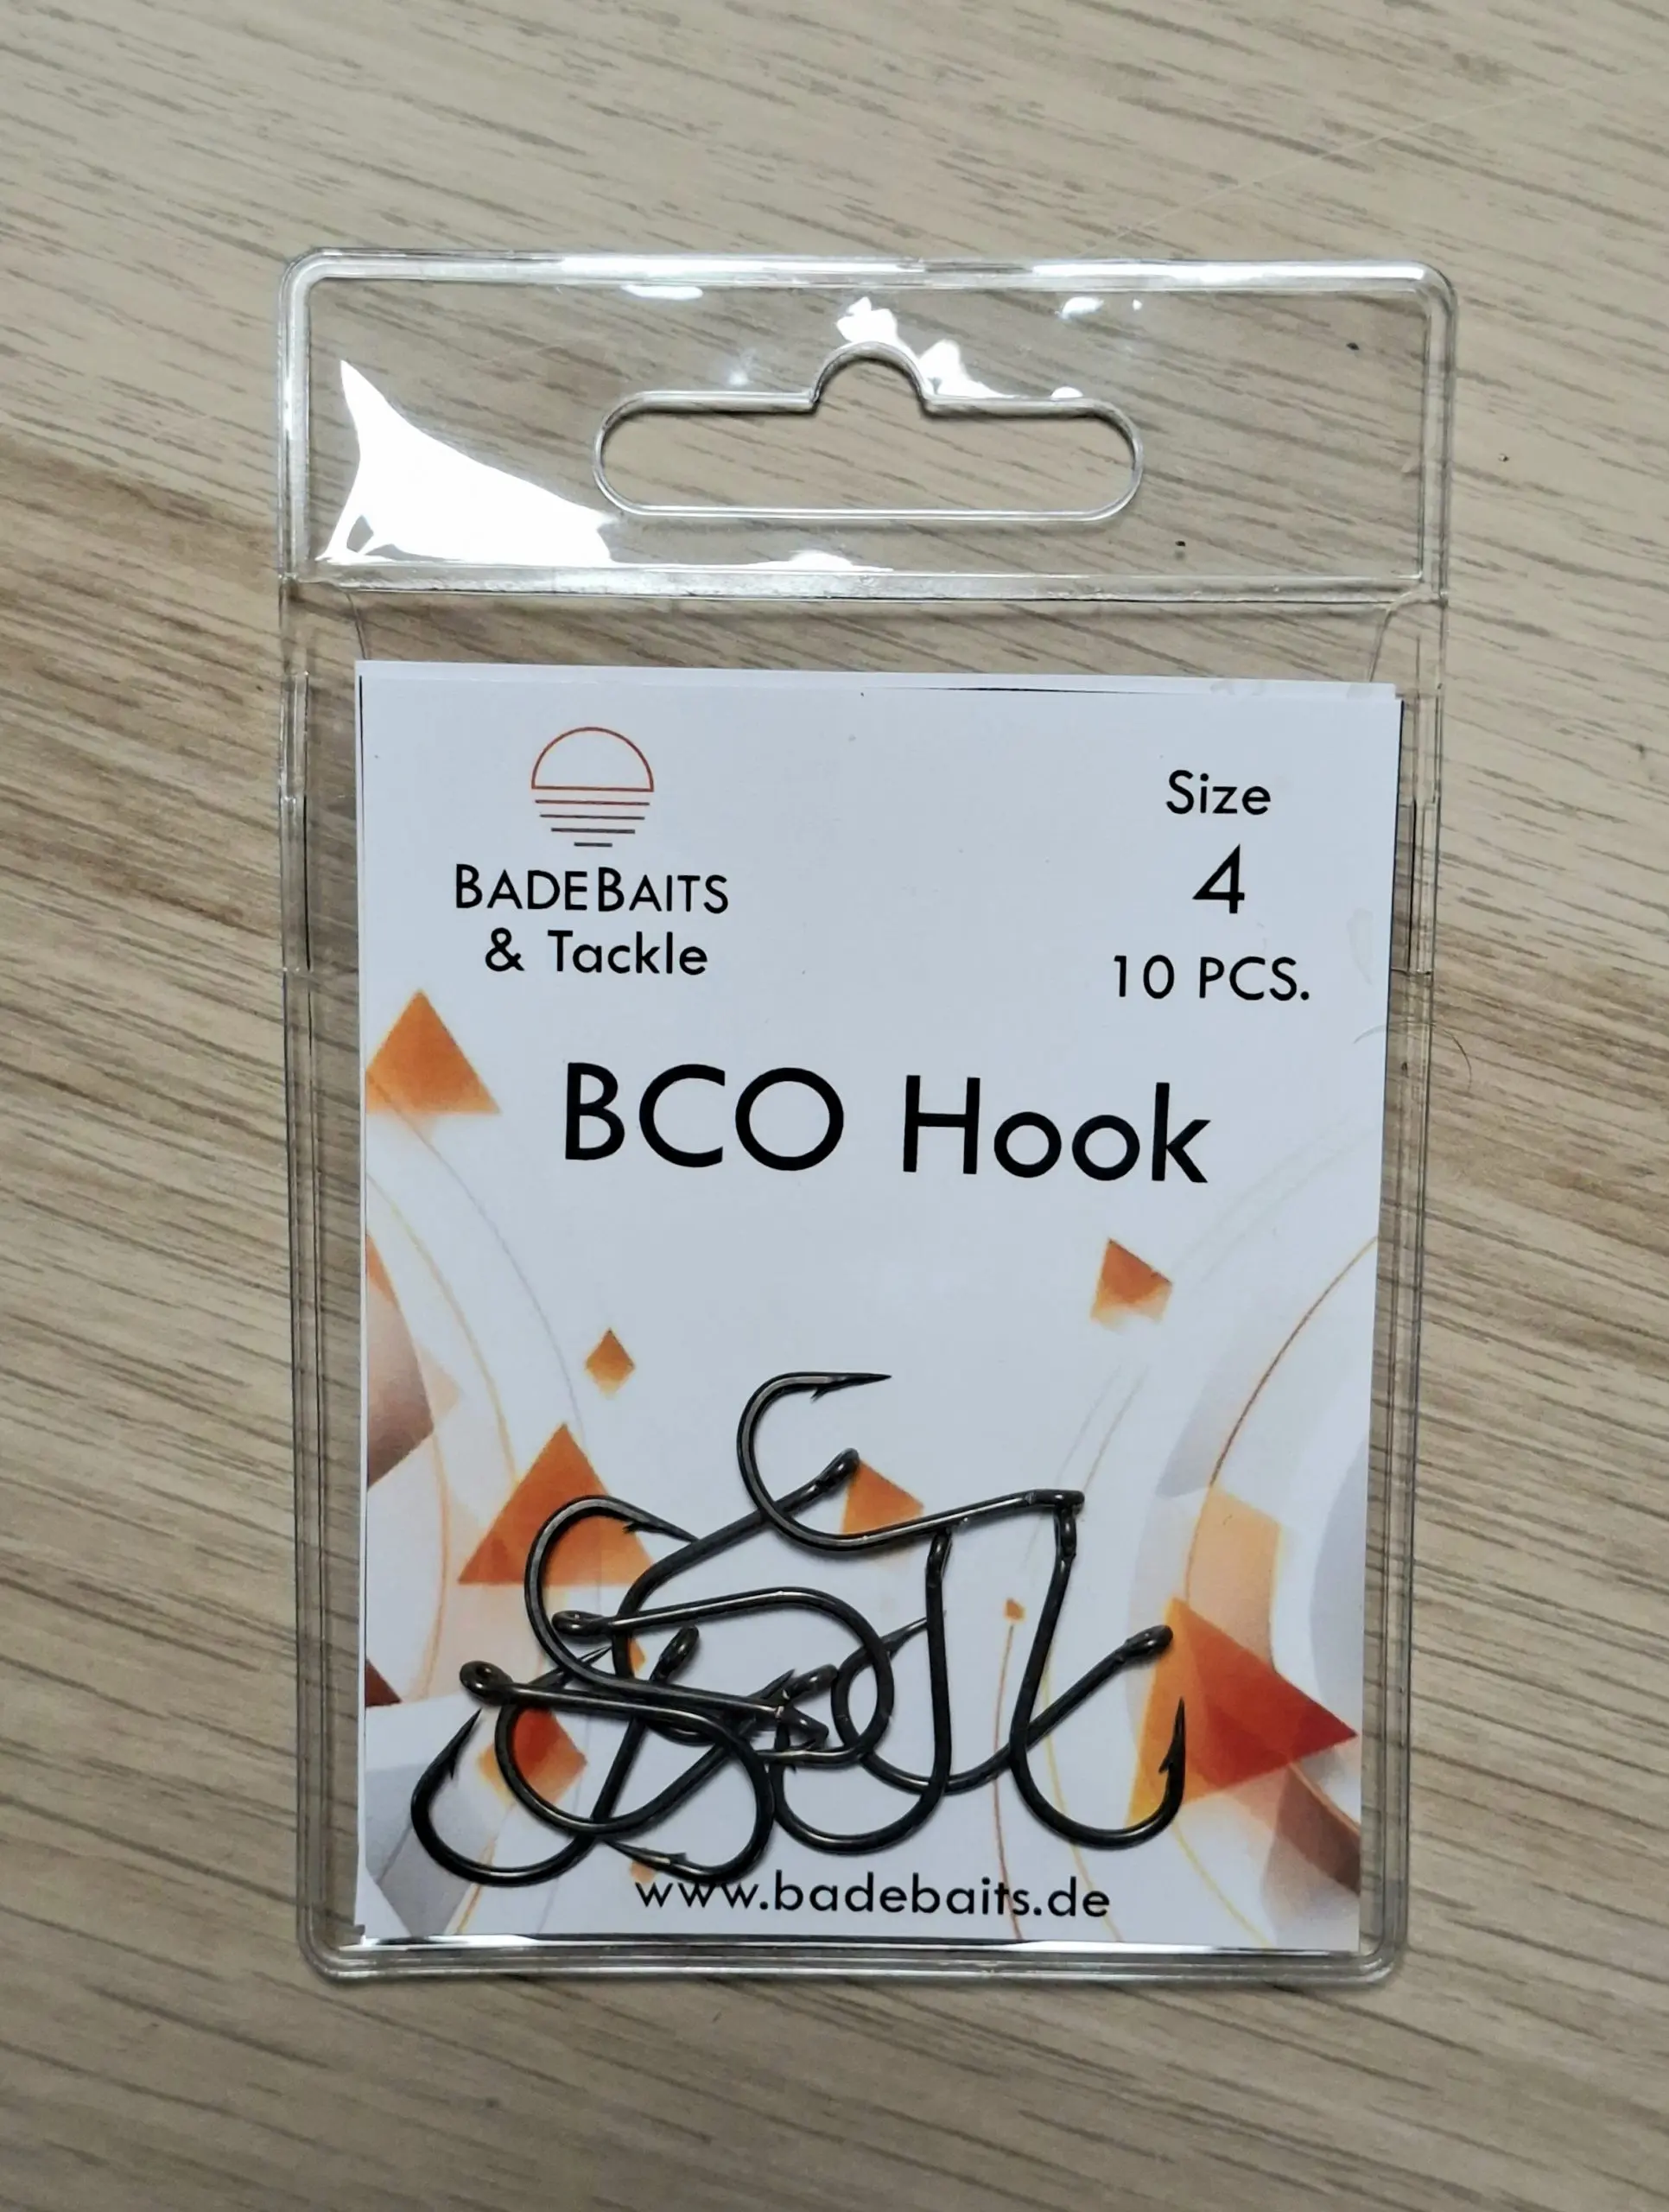 BADEBAITS
& Tackle
Size
4
10 PCS.
BCO Hook
www.badebaits.de